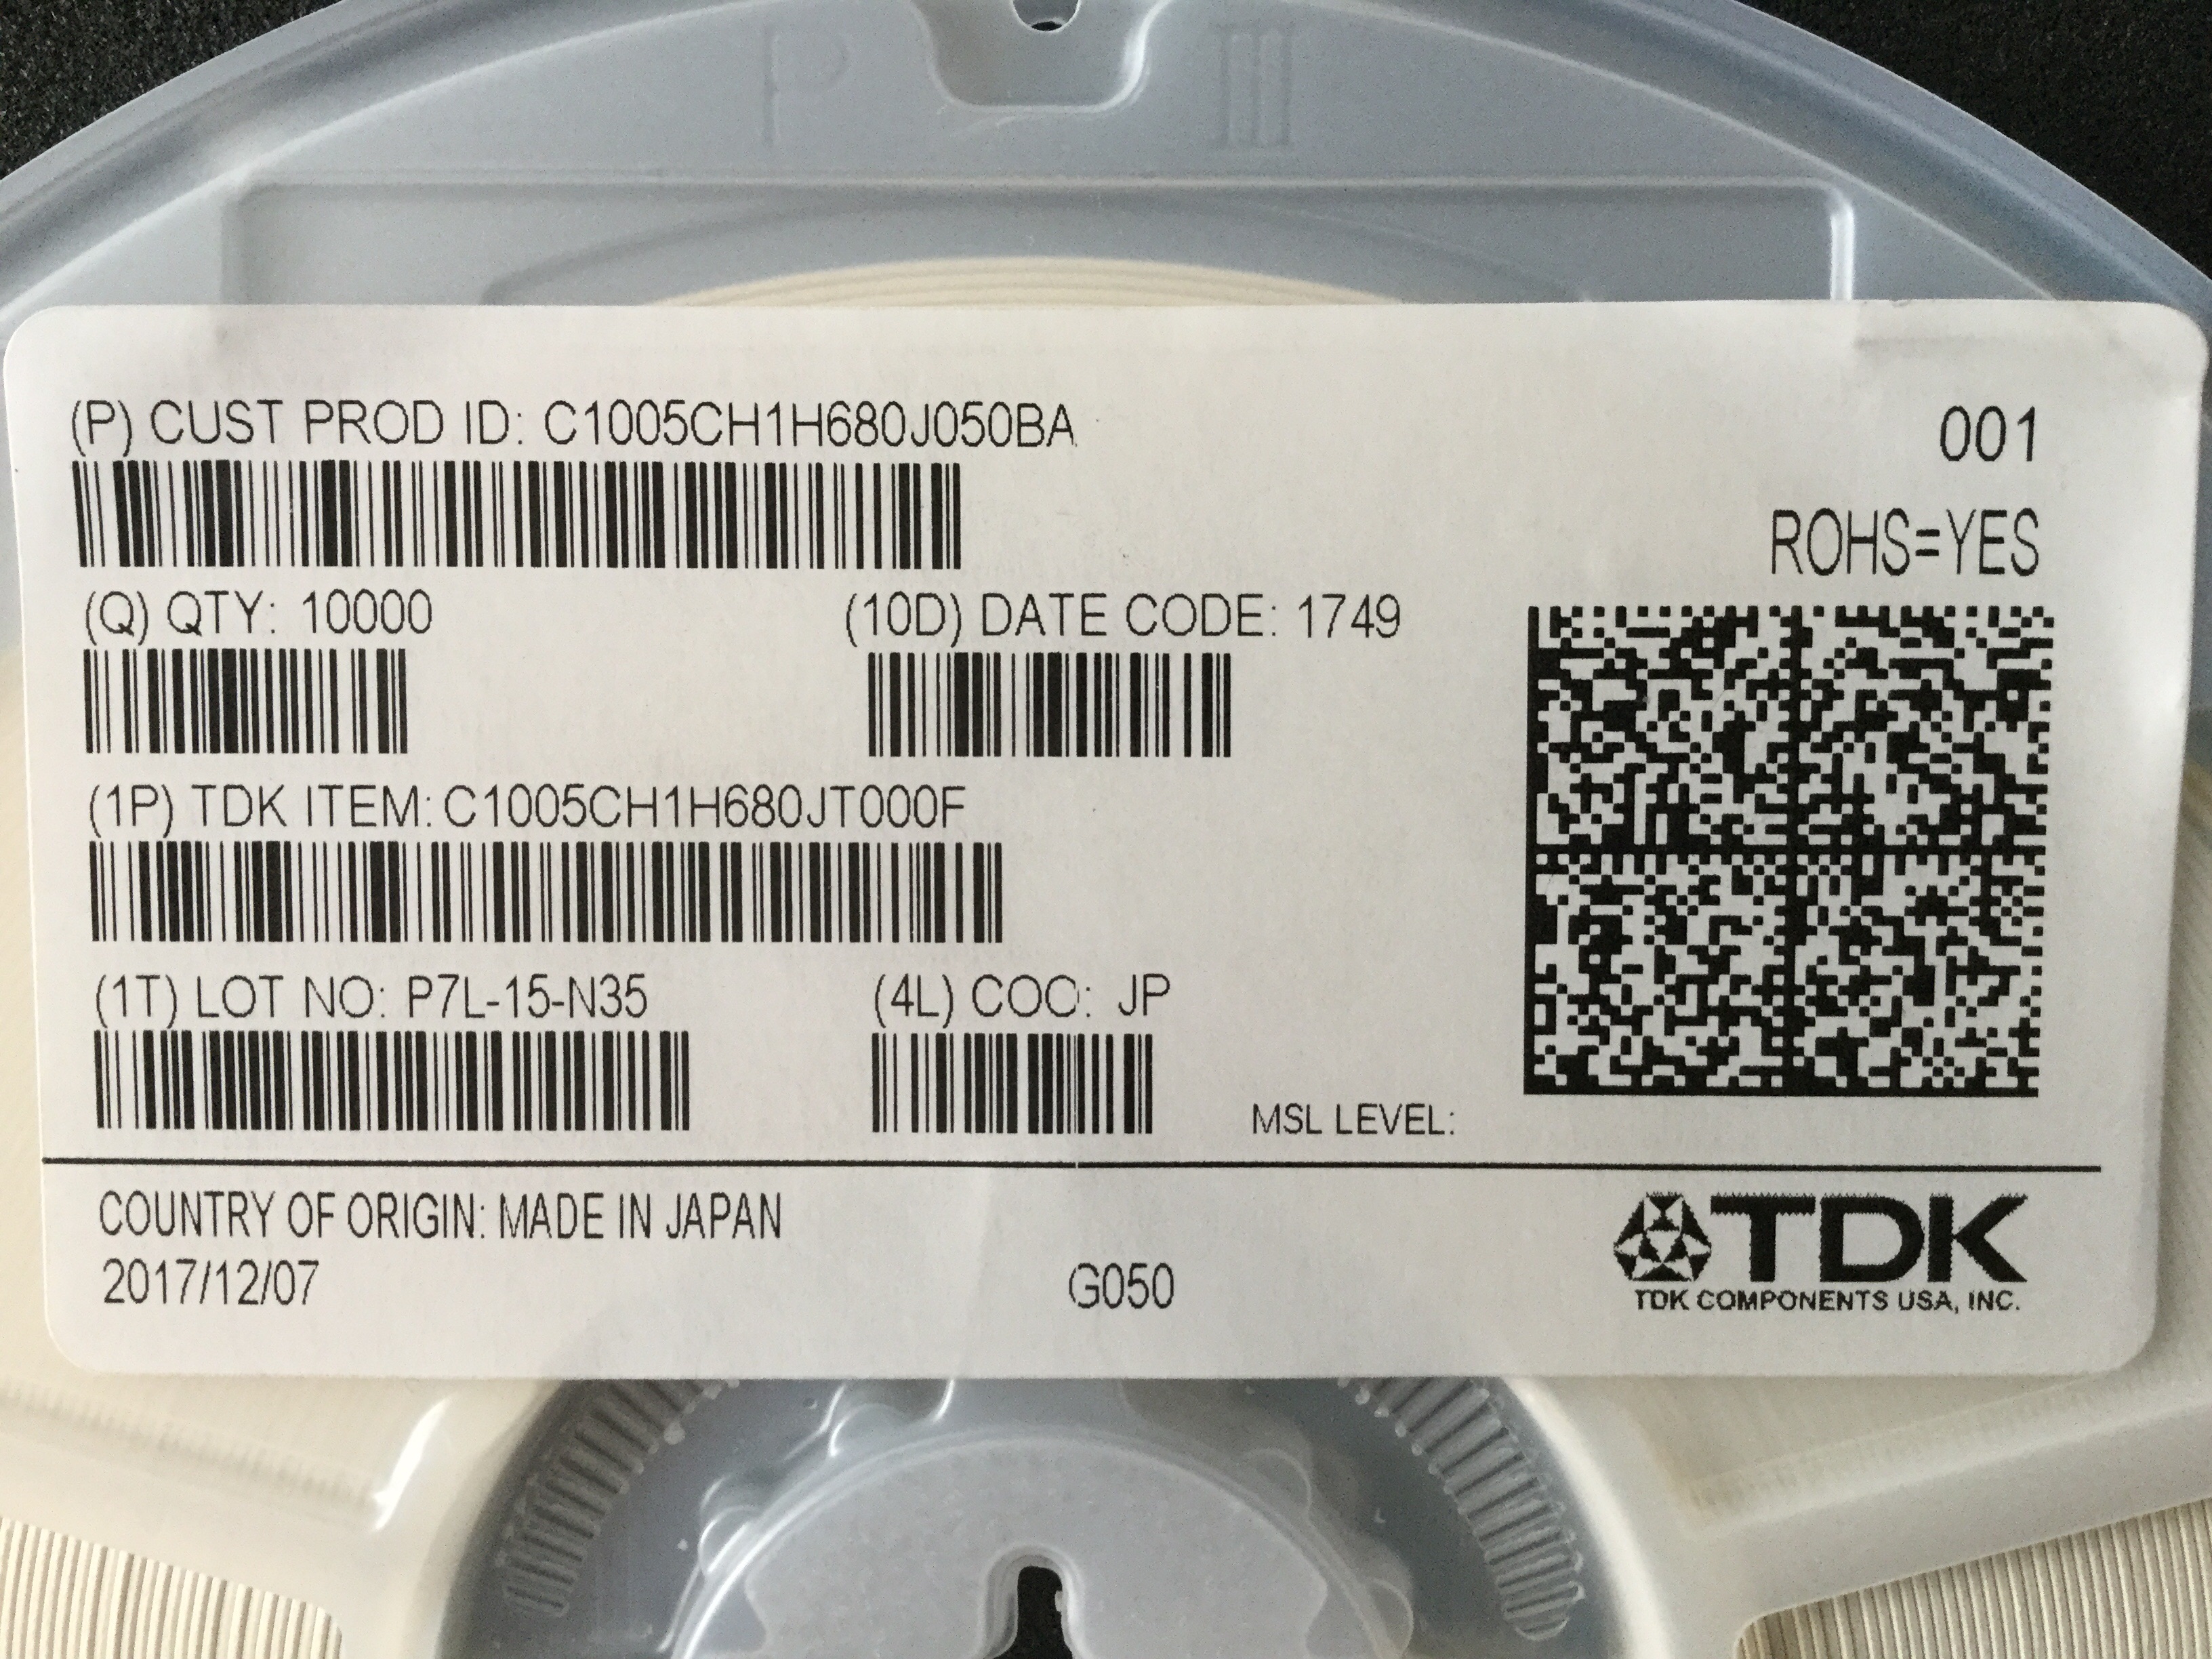 P III
(P) CUST PROD ID: C1005CH1H680J050BA
001
ROHS=YES
(Q) QTY: 10000
(10D) DATE CODE: 1749
(1P) TDK ITEM: C1005CH1H680JT000F
(1T) LOT NO: P7L-15-N35
(4L) COO: JP
MSL LEVEL:
COUNTRY OF ORIGIN: MADE IN JAPAN
2017/12/07
G050
TDK
TDK COMPONENTS USA, INC.